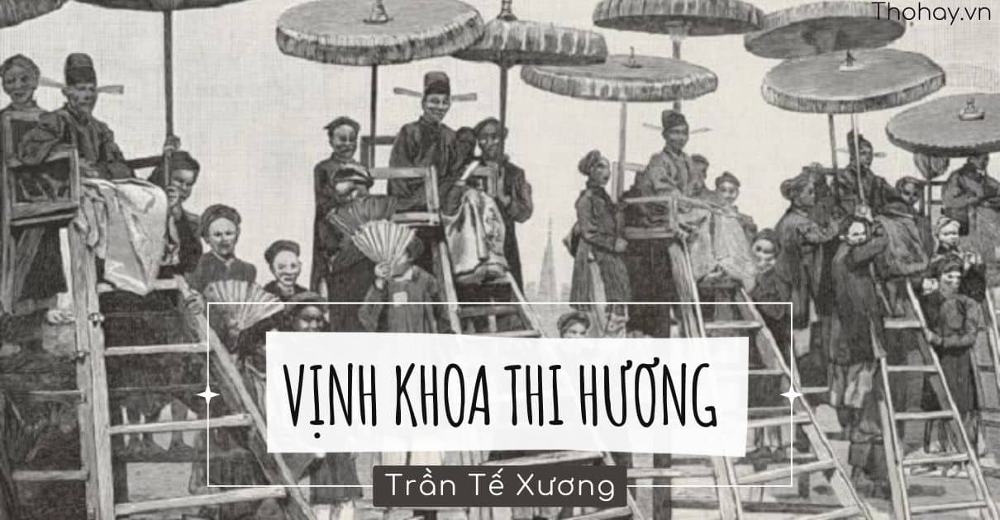 Thohay.vn
VỊNH KHOA THI HƯƠNG
Trần Tế Xương